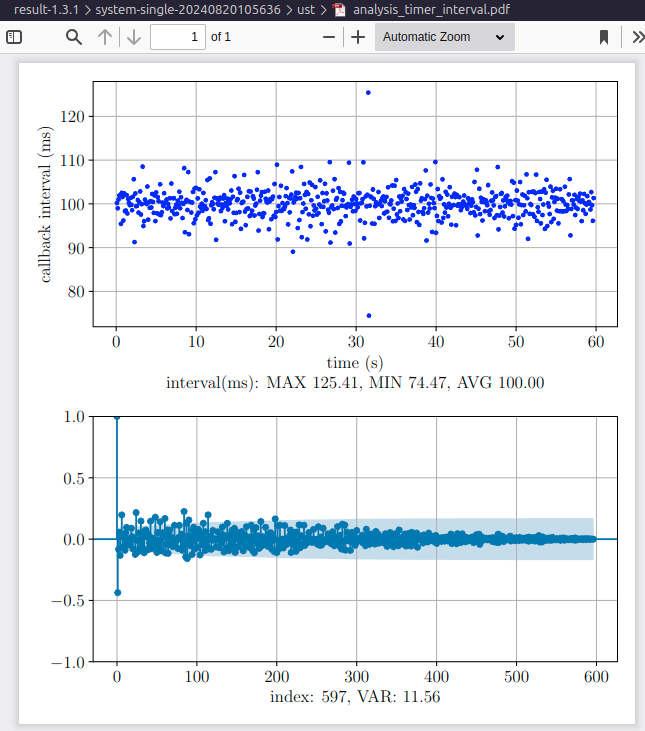 result-1.3.1 > system-single-20240820105636 > ust > analysis_timer_interval.pdf
1 of 1 Automatic Zoom
callback interval (ms)
120
110
100
90
80
0 10 20 30 40 50 60
time (s)
interval(ms): MAX 125.41, MIN 74.47, AVG 100.00
1.0
0.5
0.0
−0.5
−1.0
0 100 200 300 400 500 600
index: 597, VAR: 11.56